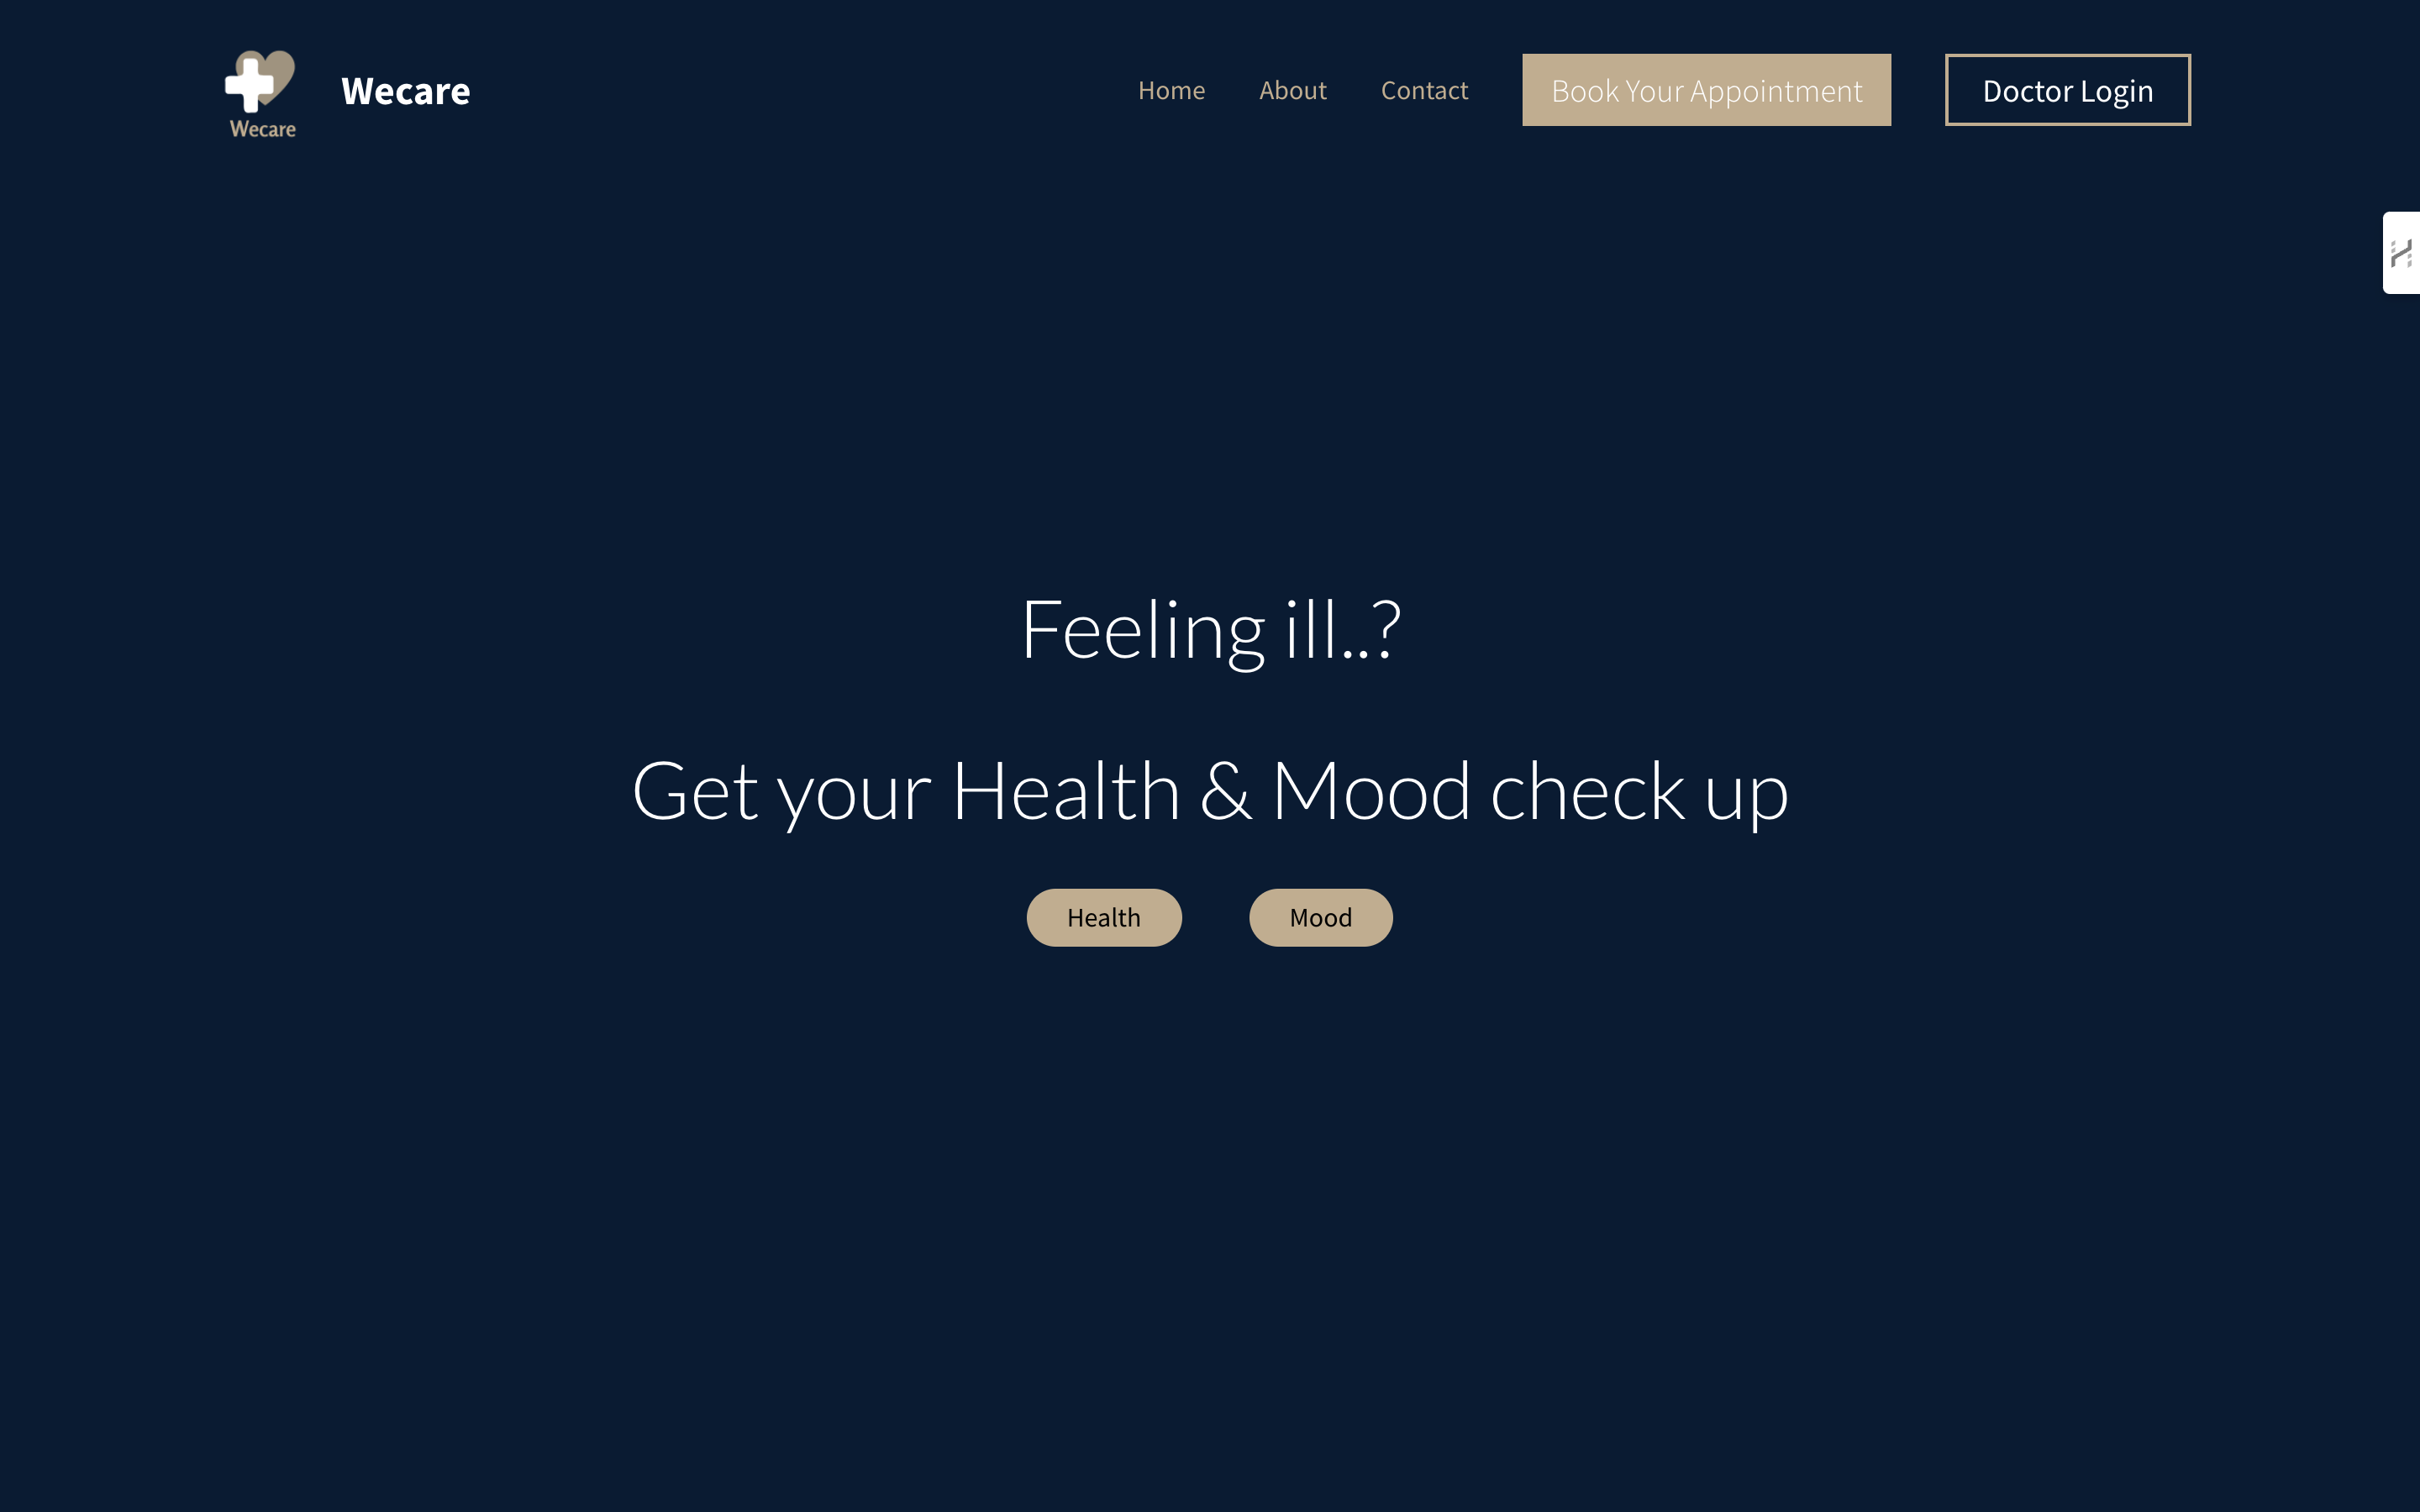 Wecare
Wecare
Home
About
Contact
Book Your Appointment
Doctor Login
Feeling ill..?
Get your Health & Mood check up
Health
Mood